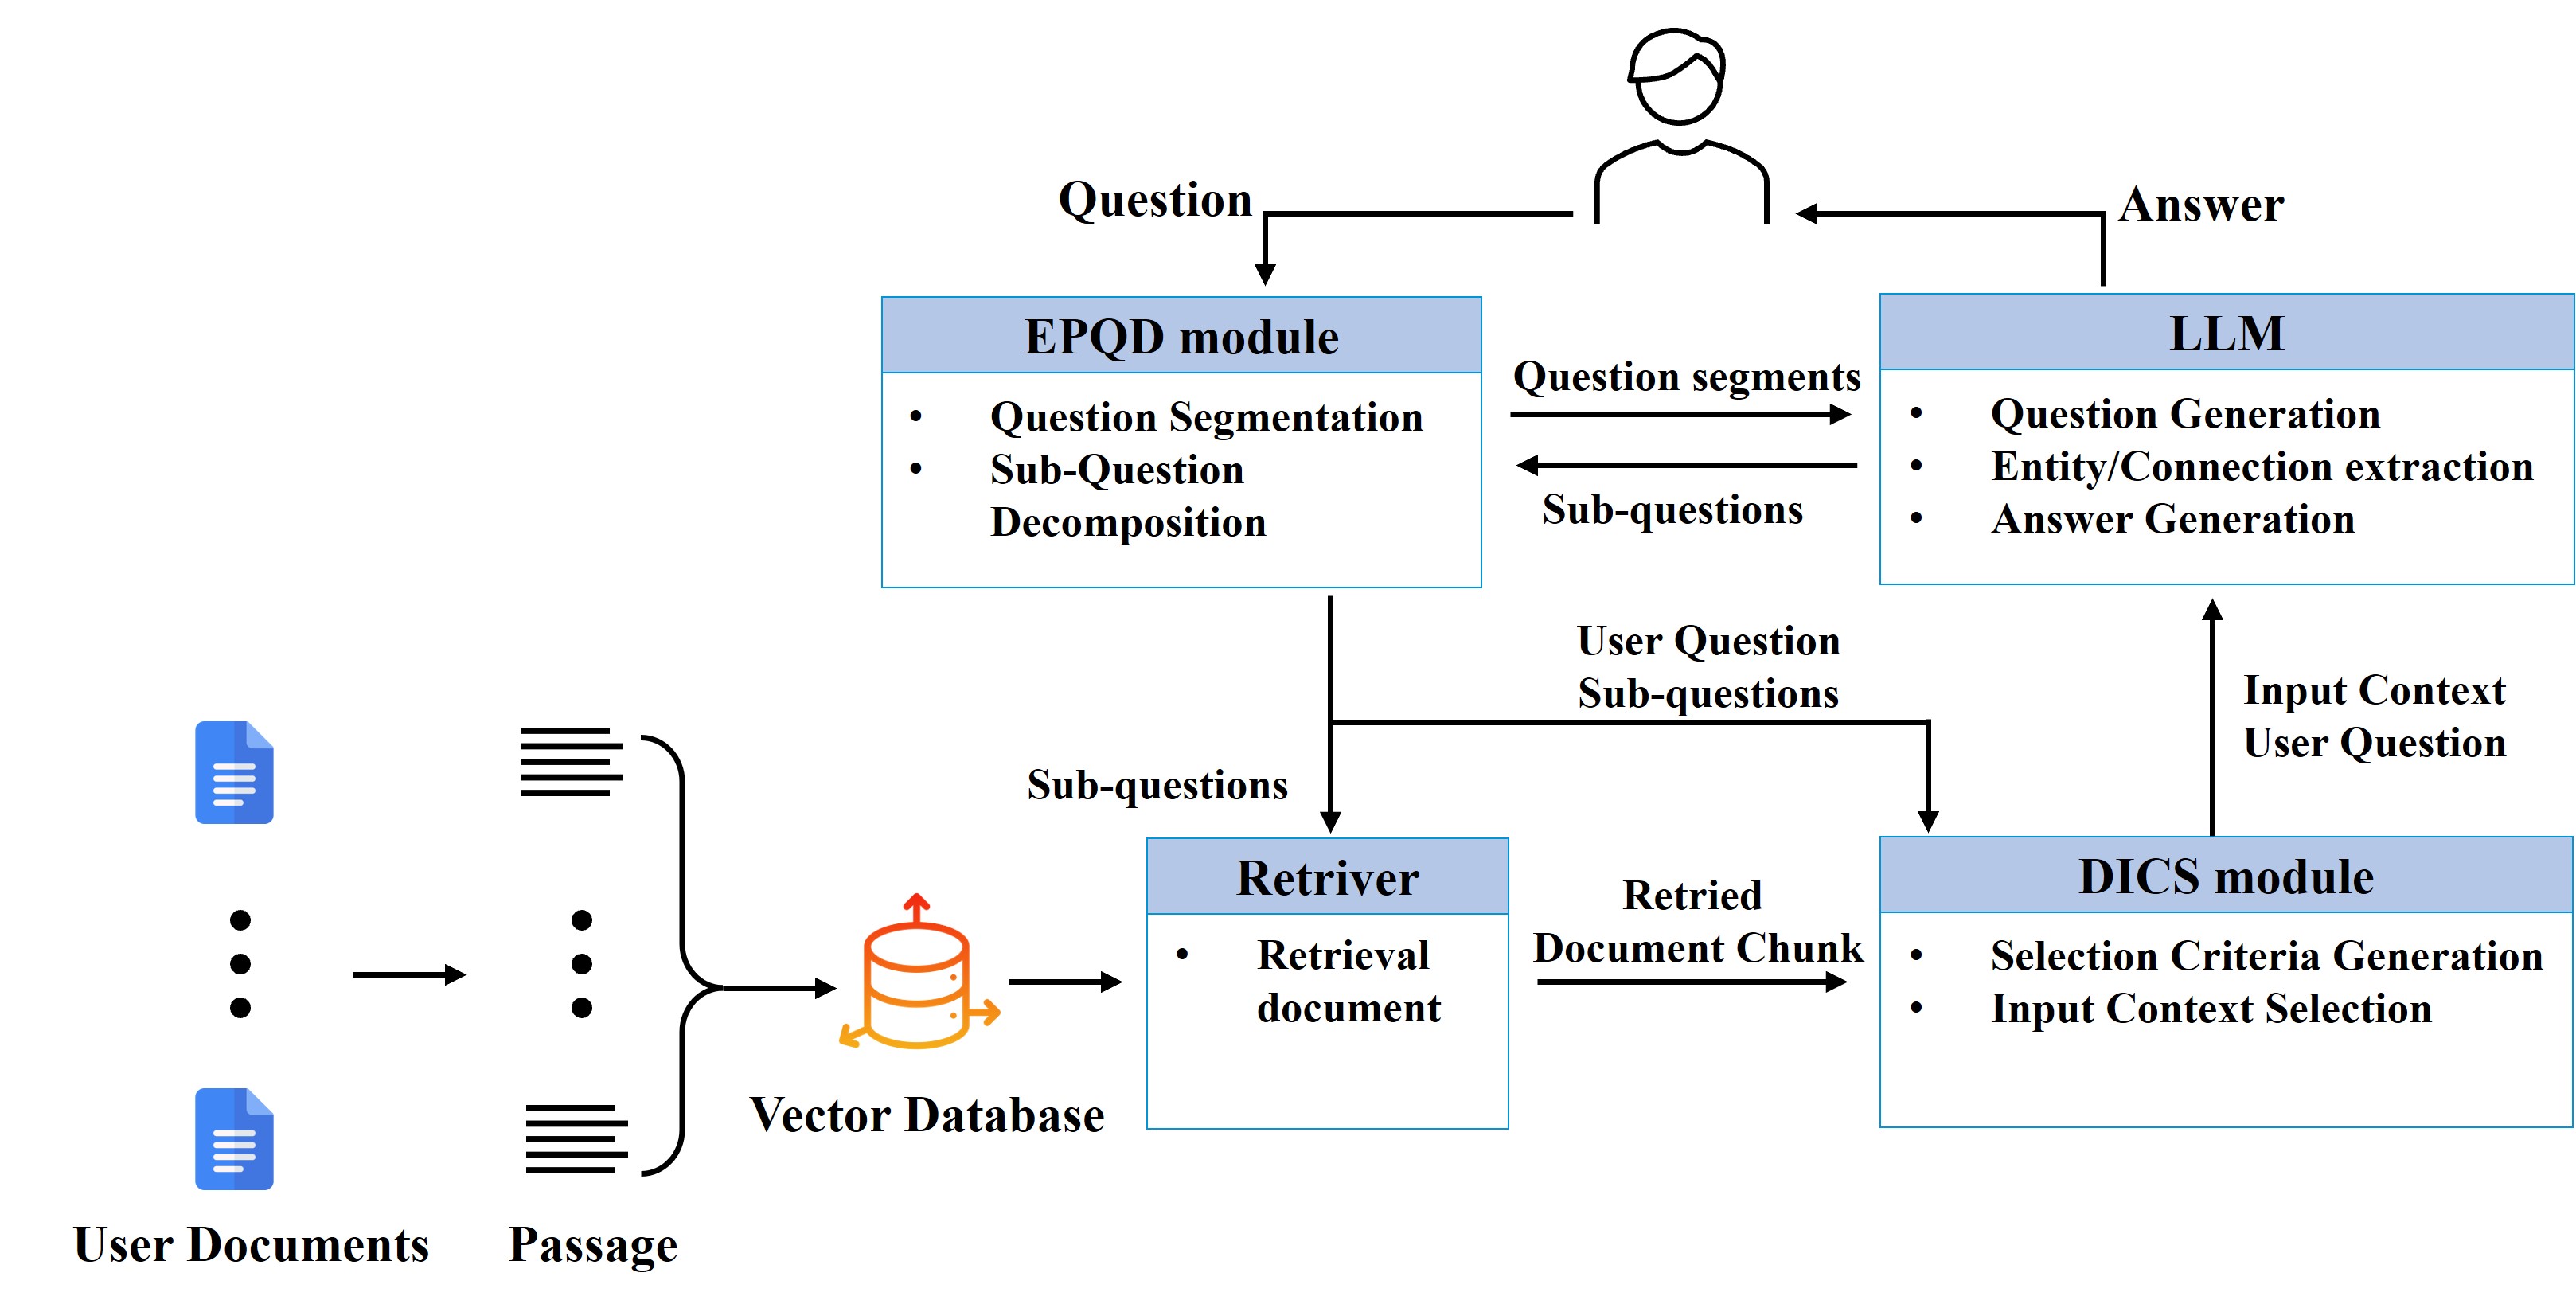 Question
Answer
EPQD module
• Question Segmentation
• Sub-Question
Decomposition
Question segments
Sub-questions
LLM
• Question Generation
• Entity/Connection extraction
• Answer Generation
User Question
Sub-questions
Input Context
User Question
Sub-questions
Retriver
• Retrieval
document
Retried
Document Chunk
DICS module
• Selection Criteria Generation
• Input Context Selection
Vector Database
User Documents
Passage